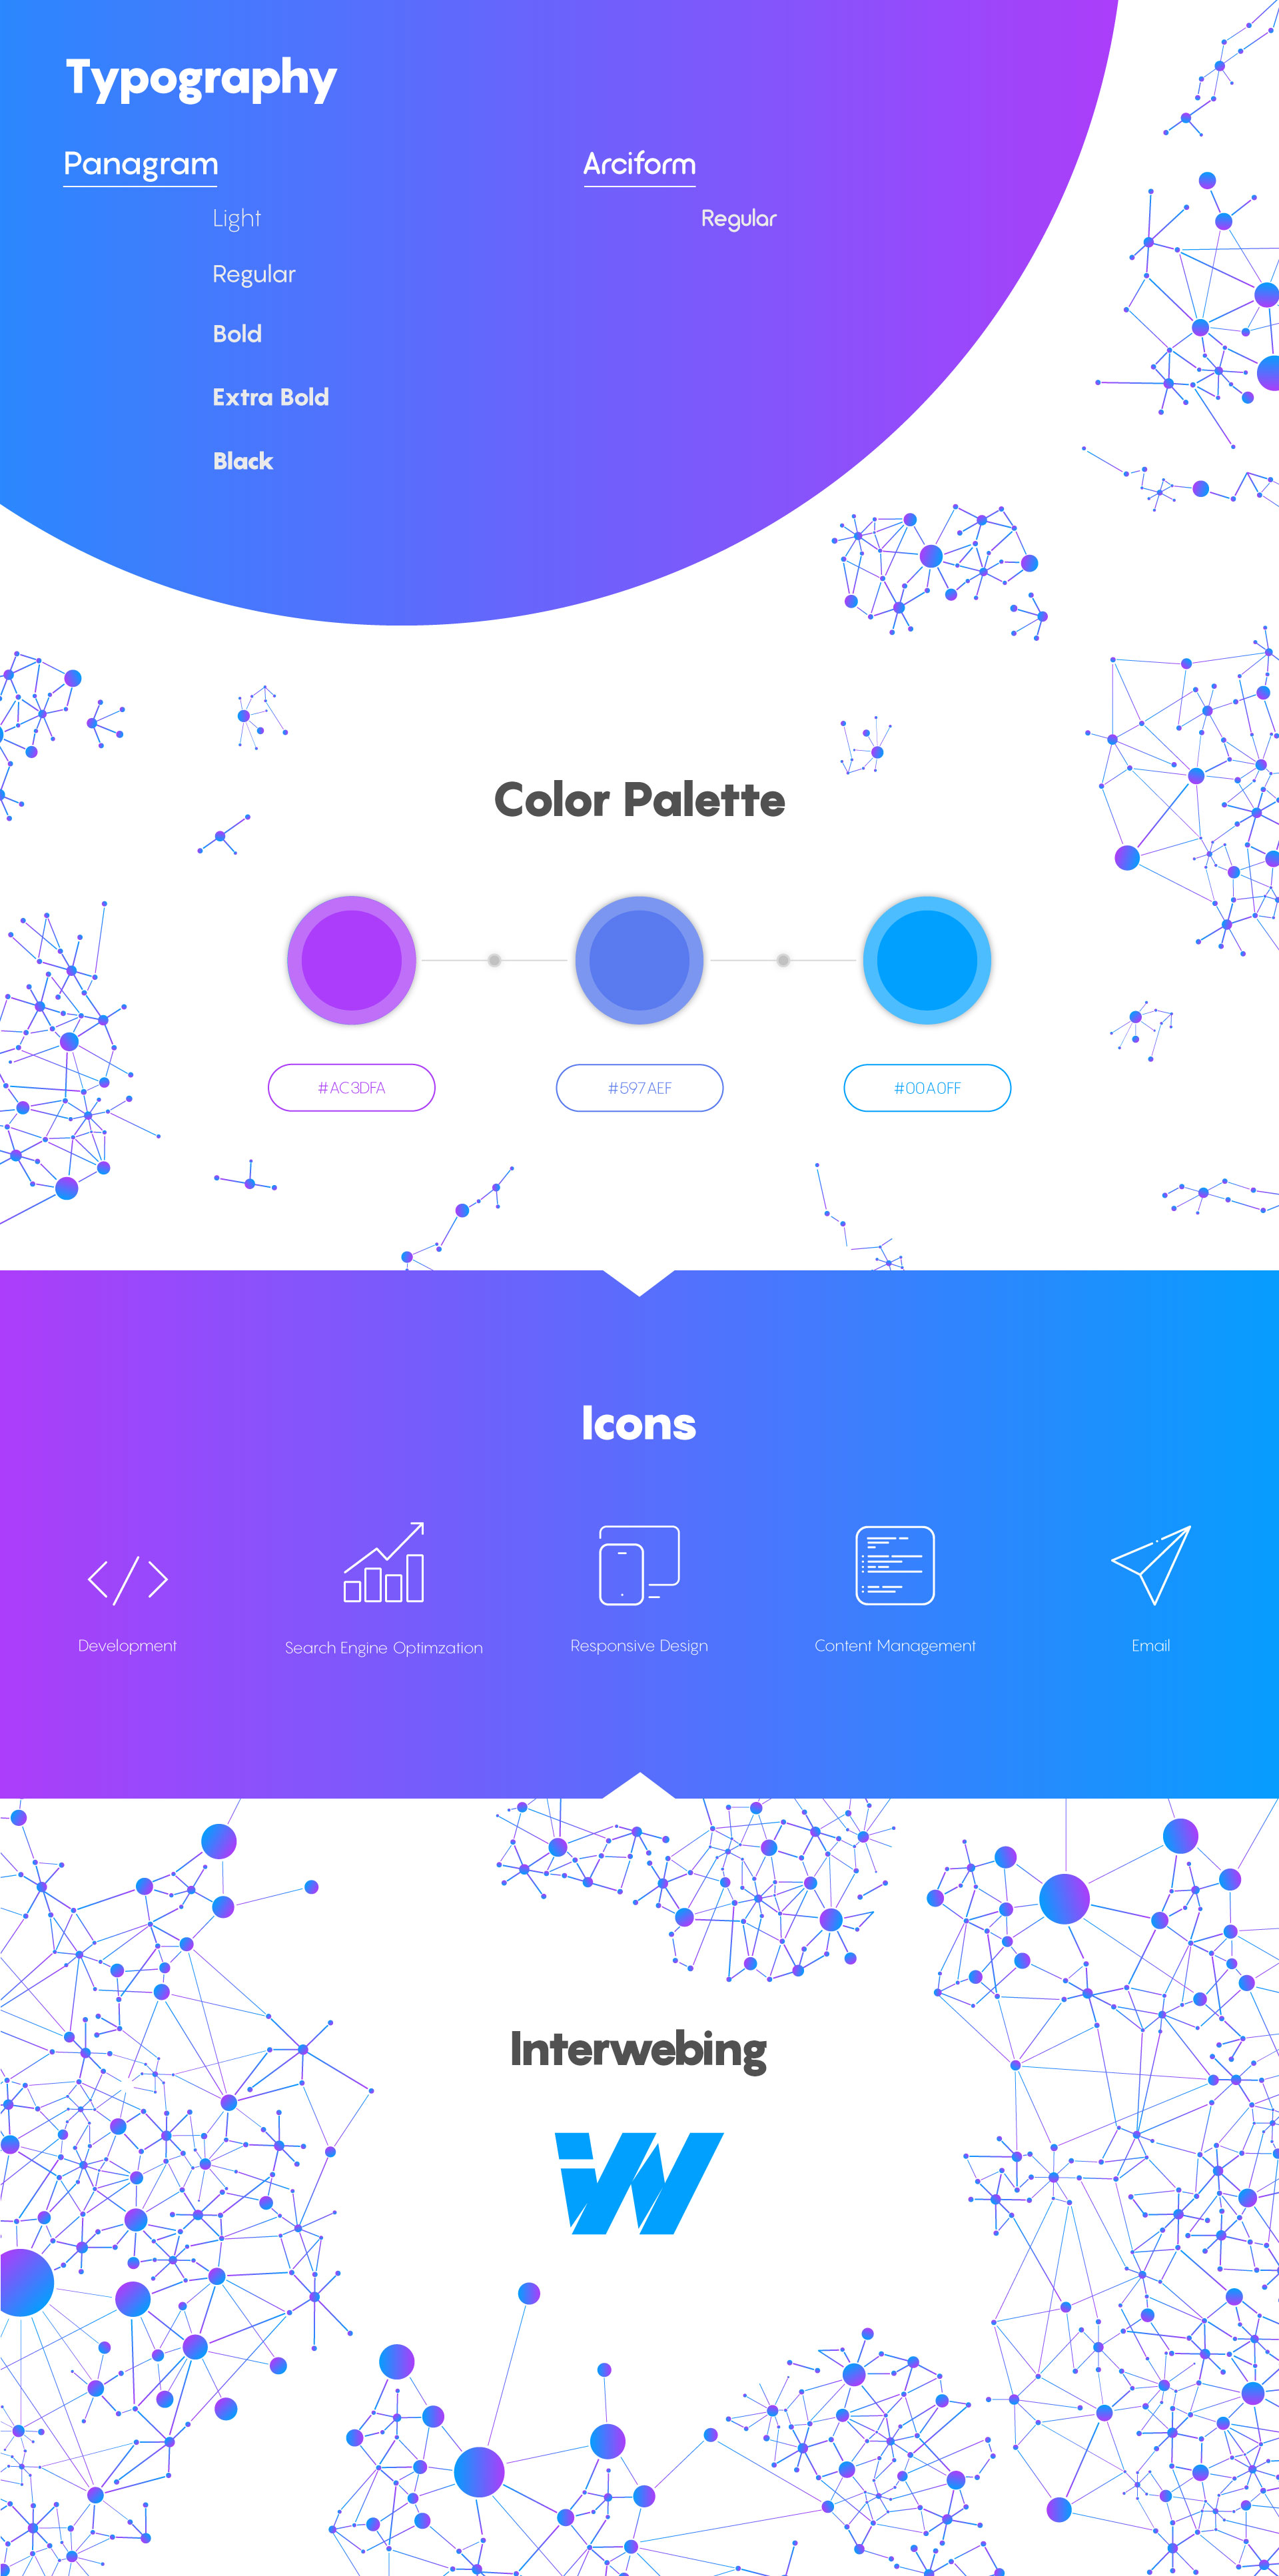 Typography
Panagram
Light
Regular
Bold
Extra Bold
Black
Arciform
Regular
Color Palette
#AC3DFA
#597AEF
#00A0FF
Icons
Development
Search Engine Optimzation
Responsive Design
Content Management
Email
Interwebing
iW